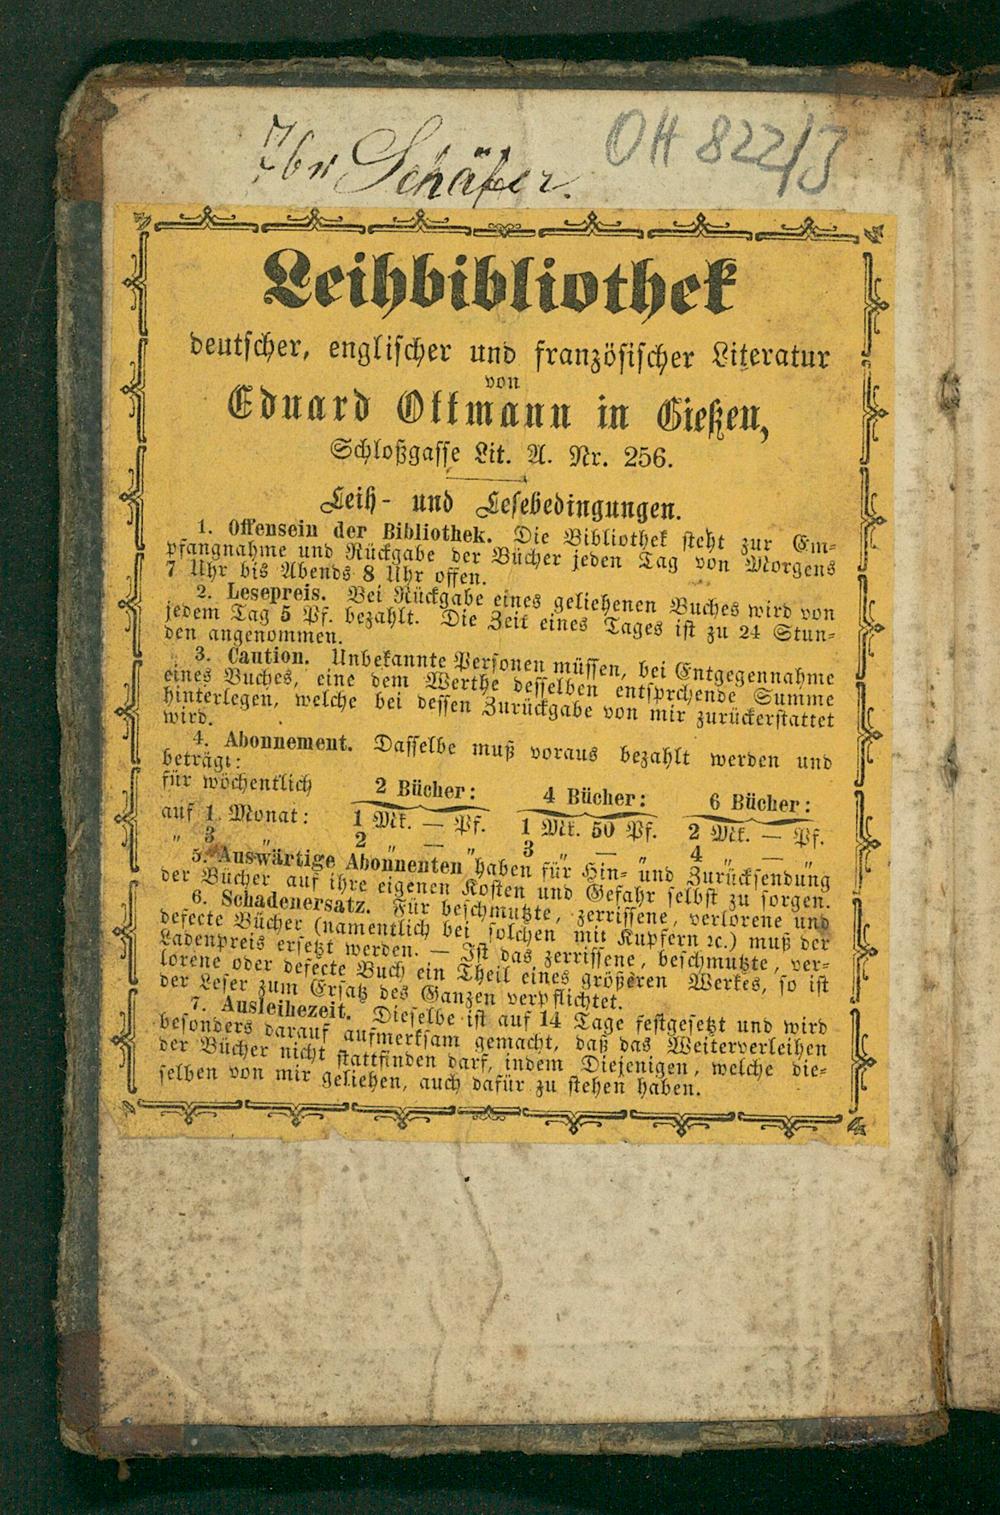 Schäfer.
OH 822/3
Leihbibliothek
deutscher, englischer und französischer Literatur
von
Eduard Ottmann in Gießen,
Schloßgasse Lit. A. Nr. 256.
Leih- und Lesebedingungen.
1. Offensein der Bibliothek. Die Bibliothek steht zur Em-
pfangnahme und Rückgabe der Bücher jeden Tag von Morgens
7 Uhr bis Abends 8 Uhr offen.
2. Lesepreis. Bei Rückgabe eines geliehenen Buches wird von
jedem Tag 5 Pf. bezahlt. Die Zeit eines Tages ist zu 24 Stun-
den angenommen.
3. Caution. Unbekannte Personen müssen, bei Entgegennahme
eines Buches, eine dem Werthe desselben entsprchende Summe
hinterlegen, welche bei dessen Zurückgabe von mir zurückerstattet
wird.
4. Abonnement. Dasselbe muß voraus bezahlt werden und
beträgt:
für wöchentlich 2 Bücher: 4 Bücher: 6 Bücher:
auf 1 Monat: 1 Mk. — Pf. 1 Mk. 50 Pf. 2 Mk. — Pf.
„ 3 „ 2 „ — „ 3 „ — „ 4 „ — „
5. Auswärtige Abonnenten haben für Hin- und Zurücksendung
der Bücher auf ihre eigenen Kosten und Gefahr selbst zu sorgen.
6. Schadenersatz. Für beschmutzte, zerrissene, verlorene und
defecte Bücher (namentlich bei solchen mit Kupfern ꝛc.) muß der
Ladenpreis ersetzt werden. — Ist das zerrissene, beschmutzte, ver-
lorene oder defecte Buch ein Theil eines größeren Werkes, so ist
der Leser zum Ersatz des Ganzen verpflichtet.
7. Ausleihezeit. Dieselbe ist auf 14 Tage festgesetzt und wird
besonders darauf aufmerksam gemacht, daß das Weiterverleihen
der Bücher nicht stattfinden darf, indem Diejenigen, welche die-
selben von mir geliehen, auch dafür zu stehen haben.